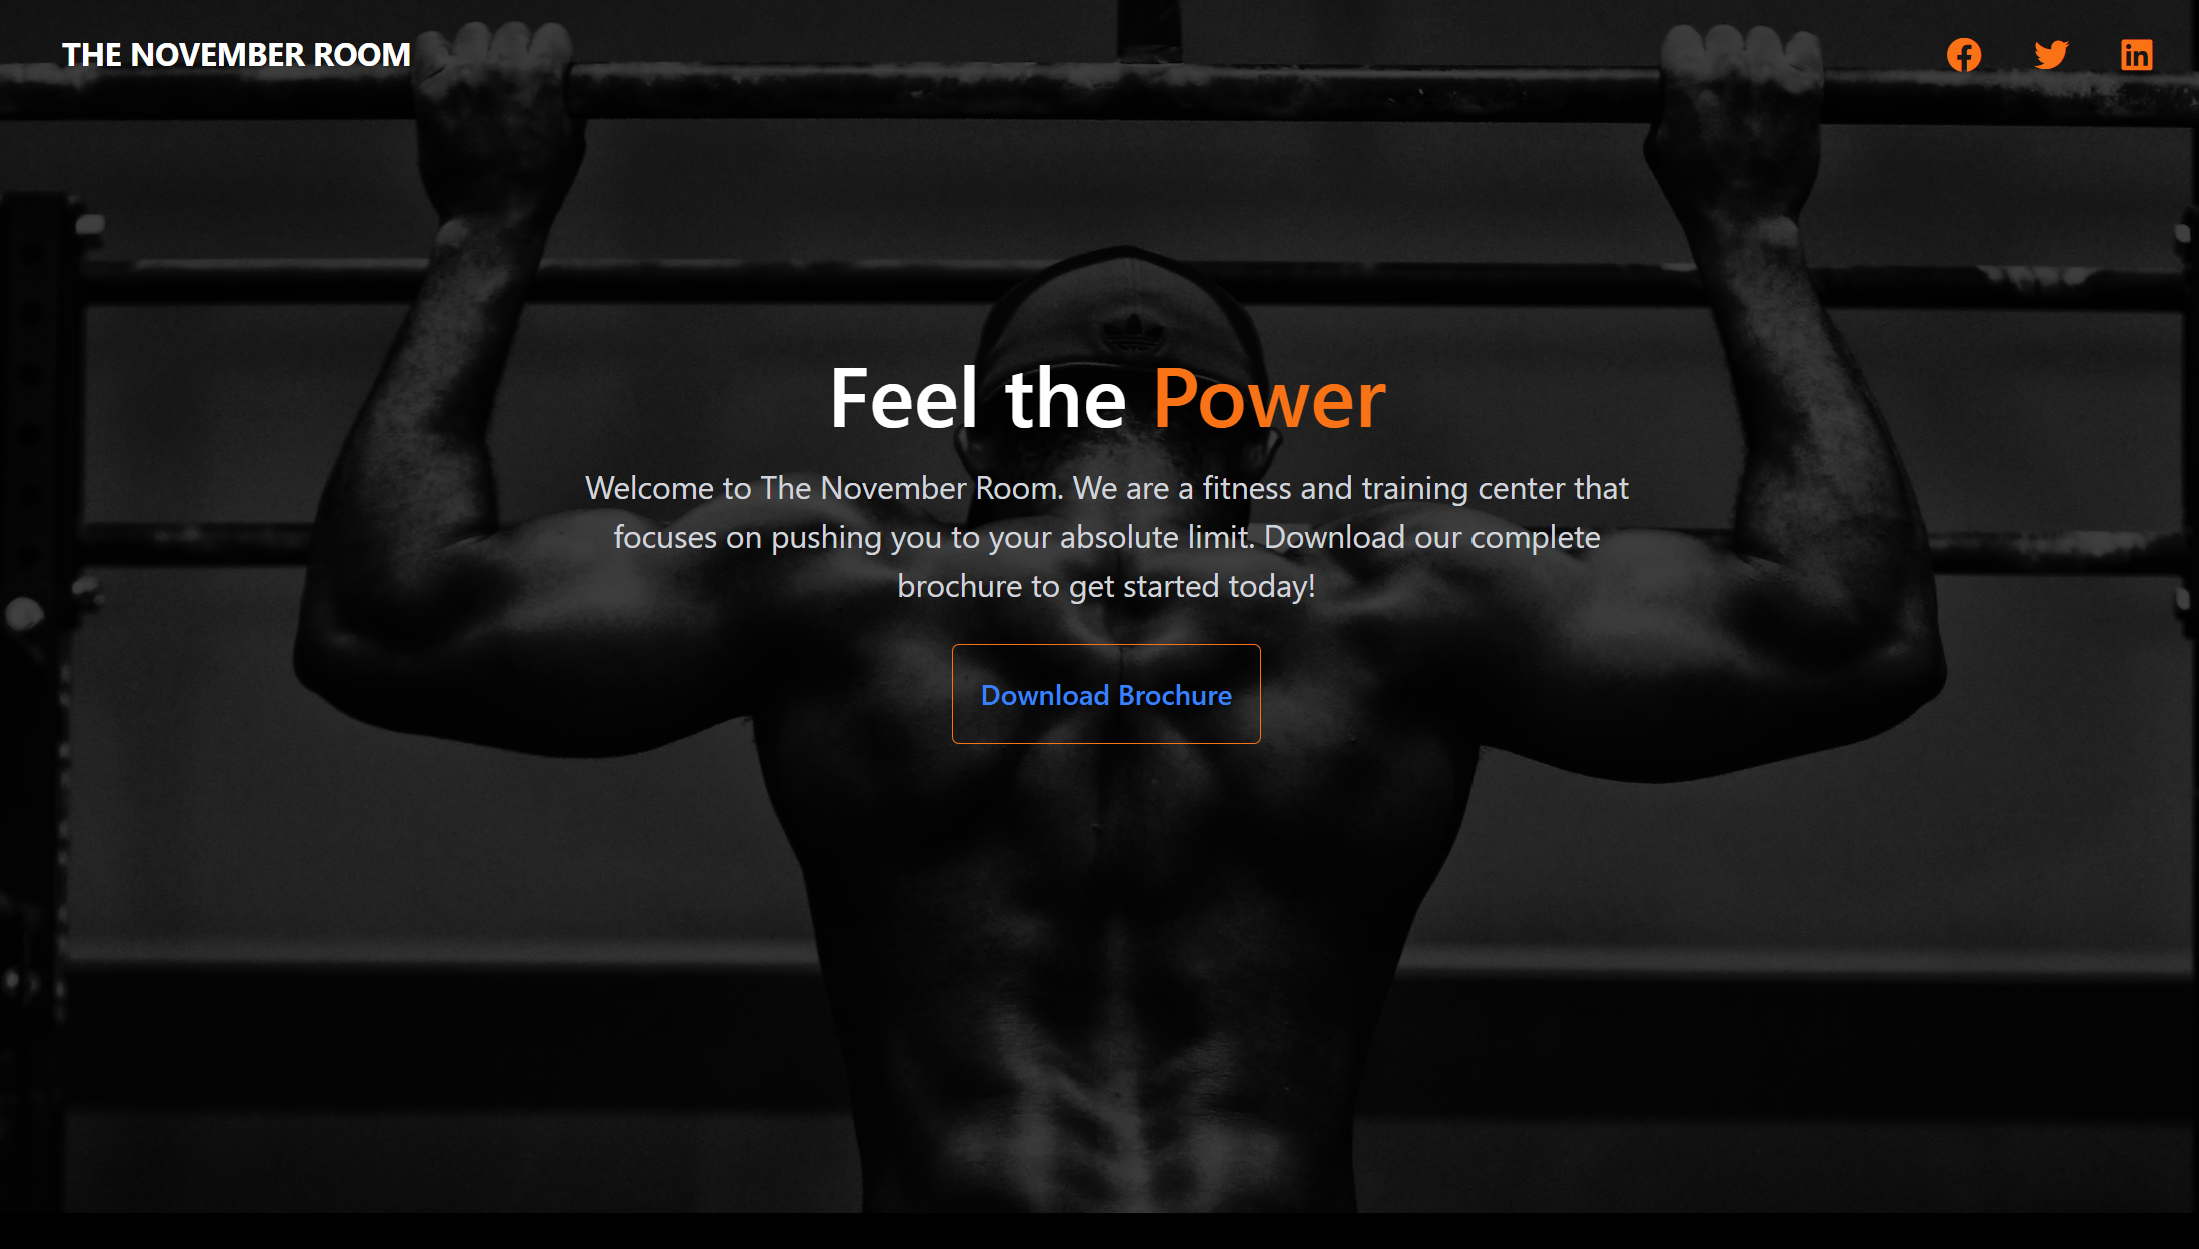 THE NOVEMBER ROOM
Feel the Power
Welcome to The November Room. We are a fitness and training center that
focuses on pushing you to your absolute limit. Download our complete
brochure to get started today!
Download Brochure